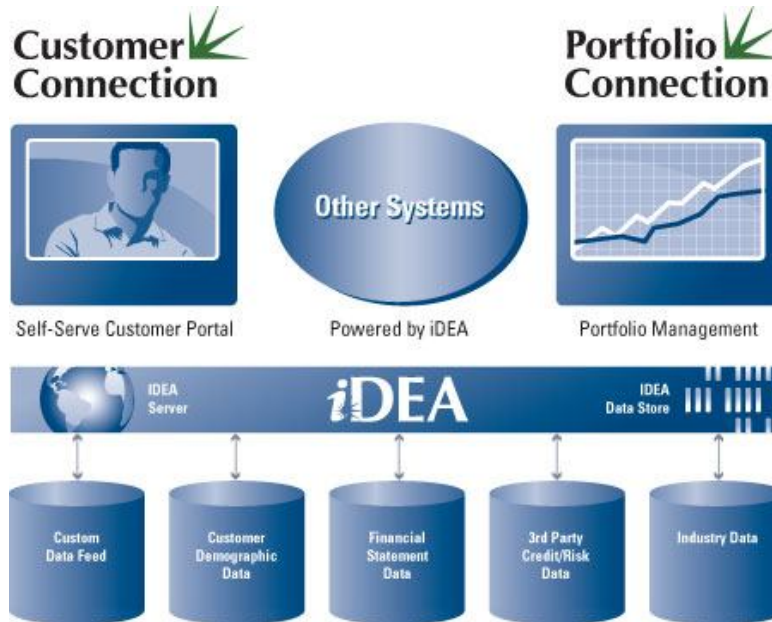 Customer
Connection
Portfolio
Connection
Other Systems
Self-Serve Customer Portal
Powered by iDEA
Portfolio Management
IDEA
Server
iDEA
IDEA
Data Store
Custom
Data Feed
Customer
Demographic
Data
Financial
Statement
Data
3rd Party
Credit/Risk
Data
Industry Data